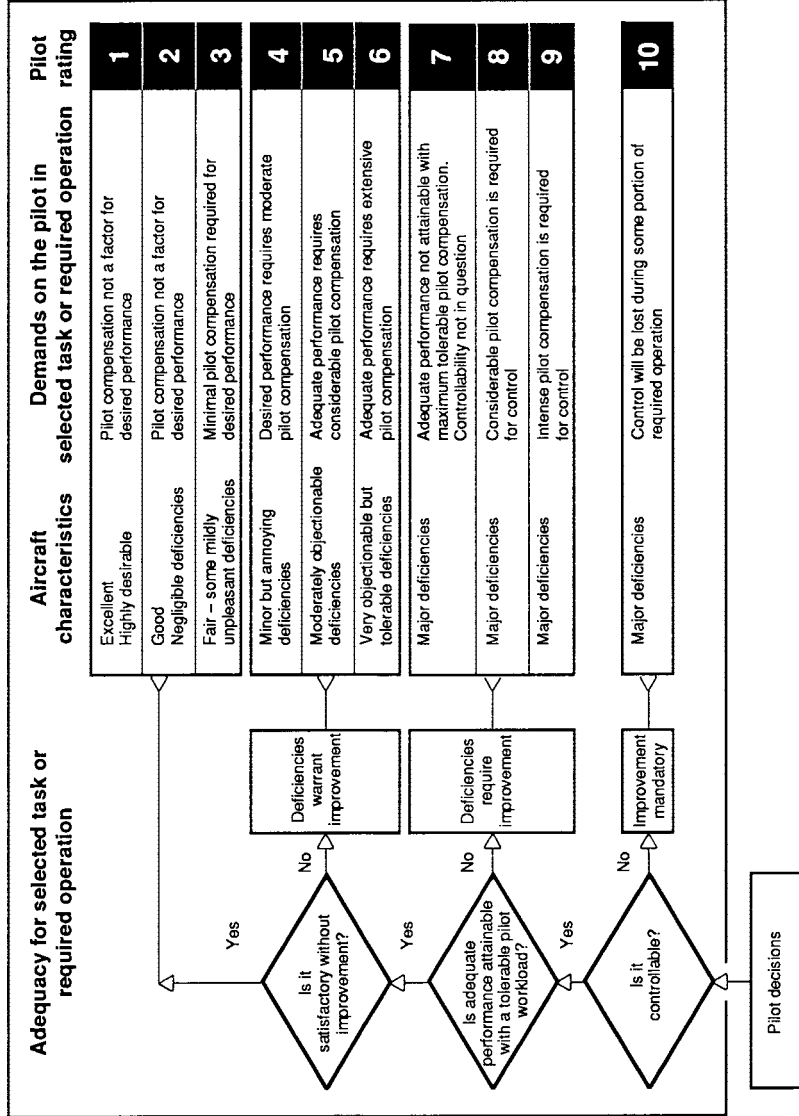 Adequacy for selected task or
required operation
Aircraft
characteristics
Demands on the pilot in
selected task or required operation
Pilot
rating
Excellent
Highly desirable
Pilot compensation not a factor for
desired performance
1
Good
Negligible deficiencies
Pilot compensation not a factor for
desired performance
2
Fair – some mildly
unpleasant deficiencies
Minimal pilot compensation required for
desired performance
3
Yes
Is it
satisfactory without
improvement?
No
Deficiencies
warrant
improvement
Minor but annoying
deficiencies
Desired performance requires moderate
pilot compensation
4
Moderately objectionable
deficiencies
Adequate performance requires
considerable pilot compensation
5
Very objectionable but
tolerable deficiencies
Adequate performance requires extensive
pilot compensation
6
Yes
Is adequate
performance attainable
with a tolerable pilot
workload?
No
Deficiencies
require
improvement
Major deficiencies
Adequate performance not attainable with
maximum tolerable pilot compensation.
Controllability not in question
7
Major deficiencies
Considerable pilot compensation is required
for control
8
Major deficiencies
Intense pilot compensation is required
for control
9
Yes
Is it
controllable?
No
Improvement
mandatory
Major deficiencies
Control will be lost during some portion of
required operation
10
Pilot decisions